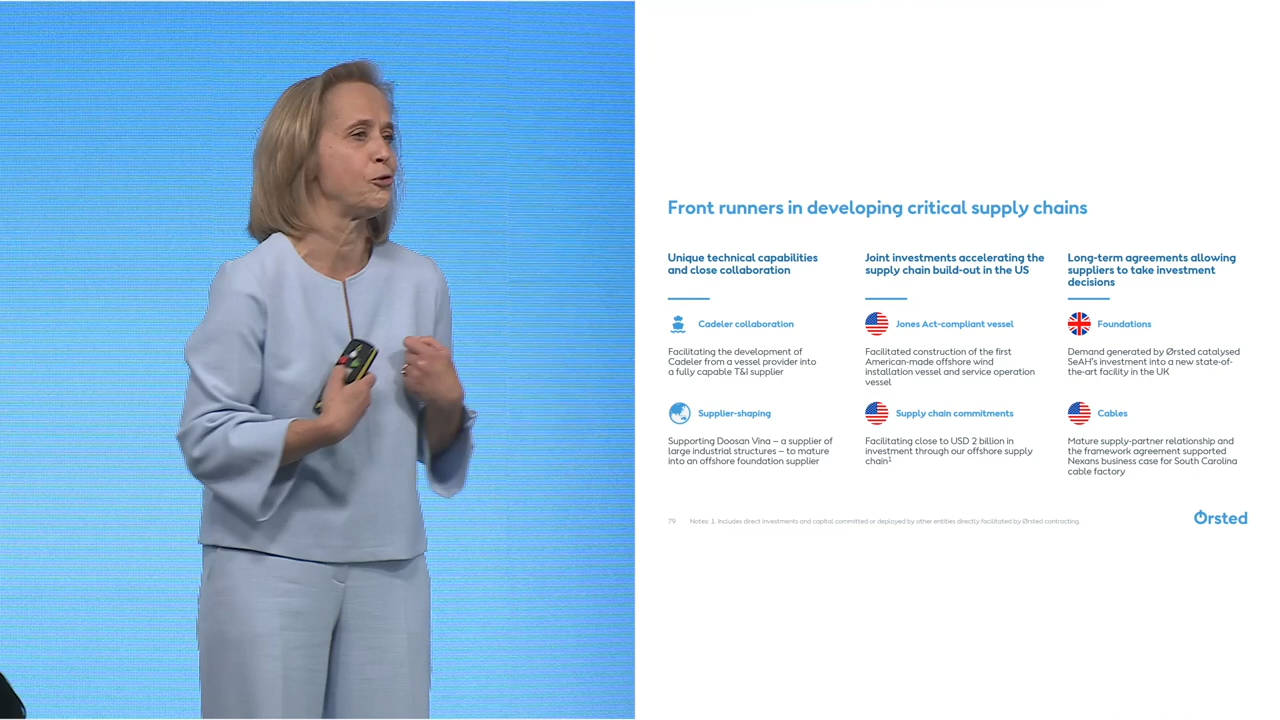 Front runners in developing critical supply chains
Unique technical capabilities
and close collaboration
Cadeler collaboration
Facilitating the development of
Cadeler from a vessel provider into
a fully capable T&I supplier
Supplier-shaping
Supporting Doosan Vina – a supplier of
large industrial structures – to mature
into an offshore foundation supplier
Joint investments accelerating the
supply chain build-out in the US
Jones Act-compliant vessel
Facilitated construction of the first
American-made offshore wind
installation vessel and service operation
vessel
Supply chain commitments
Facilitating close to USD 2 billion in
investment through our offshore supply
chain¹
Long-term agreements allowing
suppliers to take investment
decisions
Foundations
Demand generated by Ørsted catalysed
SeAH's investment into a new state-of-
the-art facility in the UK
Cables
Mature supply-partner relationship and
the framework agreement supported
Nexans business case for South Carolina
cable factory
79 Notes: 1. Includes direct investments and capital committed or deployed by other entities directly facilitated by Ørsted contracting.
Ørsted